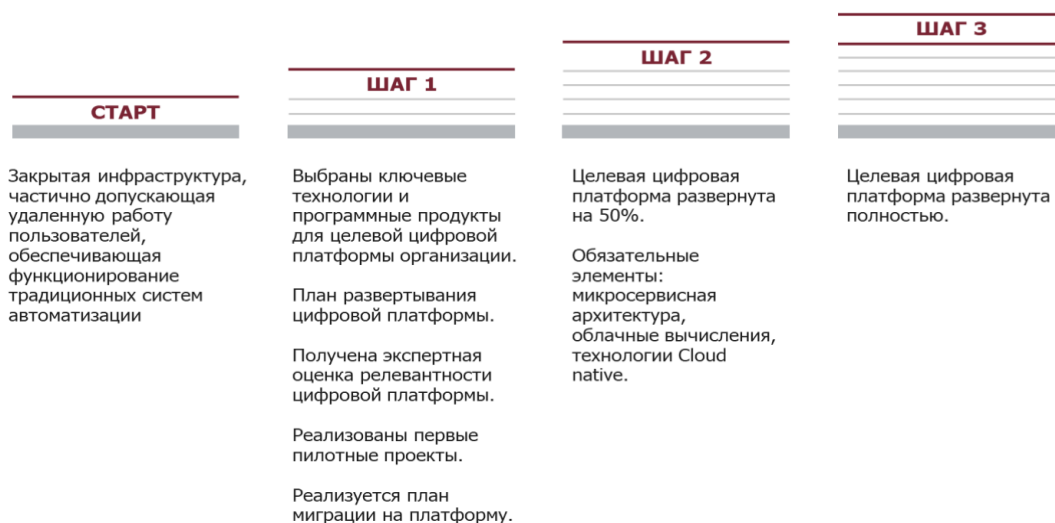 СТАРТ
Закрытая инфраструктура,
частично допускающая
удаленную работу
пользователей,
обеспечивающая
функционирование
традиционных систем
автоматизации
ШАГ 1
Выбраны ключевые
технологии и
программные продукты
для целевой цифровой
платформы организации.
План развертывания
цифровой платформы.
Получена экспертная
оценка релевантности
цифровой платформы.
Реализованы первые
пилотные проекты.
Реализуется план
миграции на платформу.
ШАГ 2
Целевая цифровая
платформа развернута
на 50%.
Обязательные
элементы:
микросервисная
архитектура,
облачные вычисления,
технологии Cloud
native.
ШАГ 3
Целевая цифровая
платформа развернута
полностью.